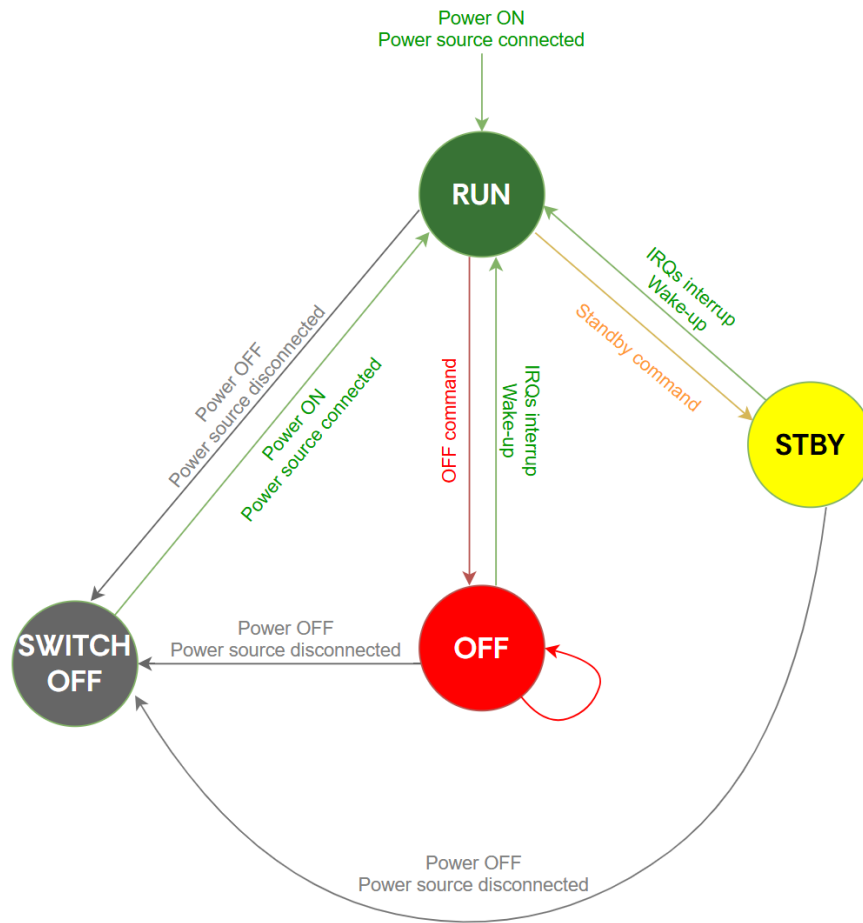 Power ON
Power source connected
RUN
IRQs interrup
Wake-up
Standby command
Power OFF
Power source disconnected
Power ON
Power source connected
OFF command
IRQs interrup
Wake-up
STBY
SWITCH
OFF
Power OFF
Power source disconnected
OFF
Power OFF
Power source disconnected